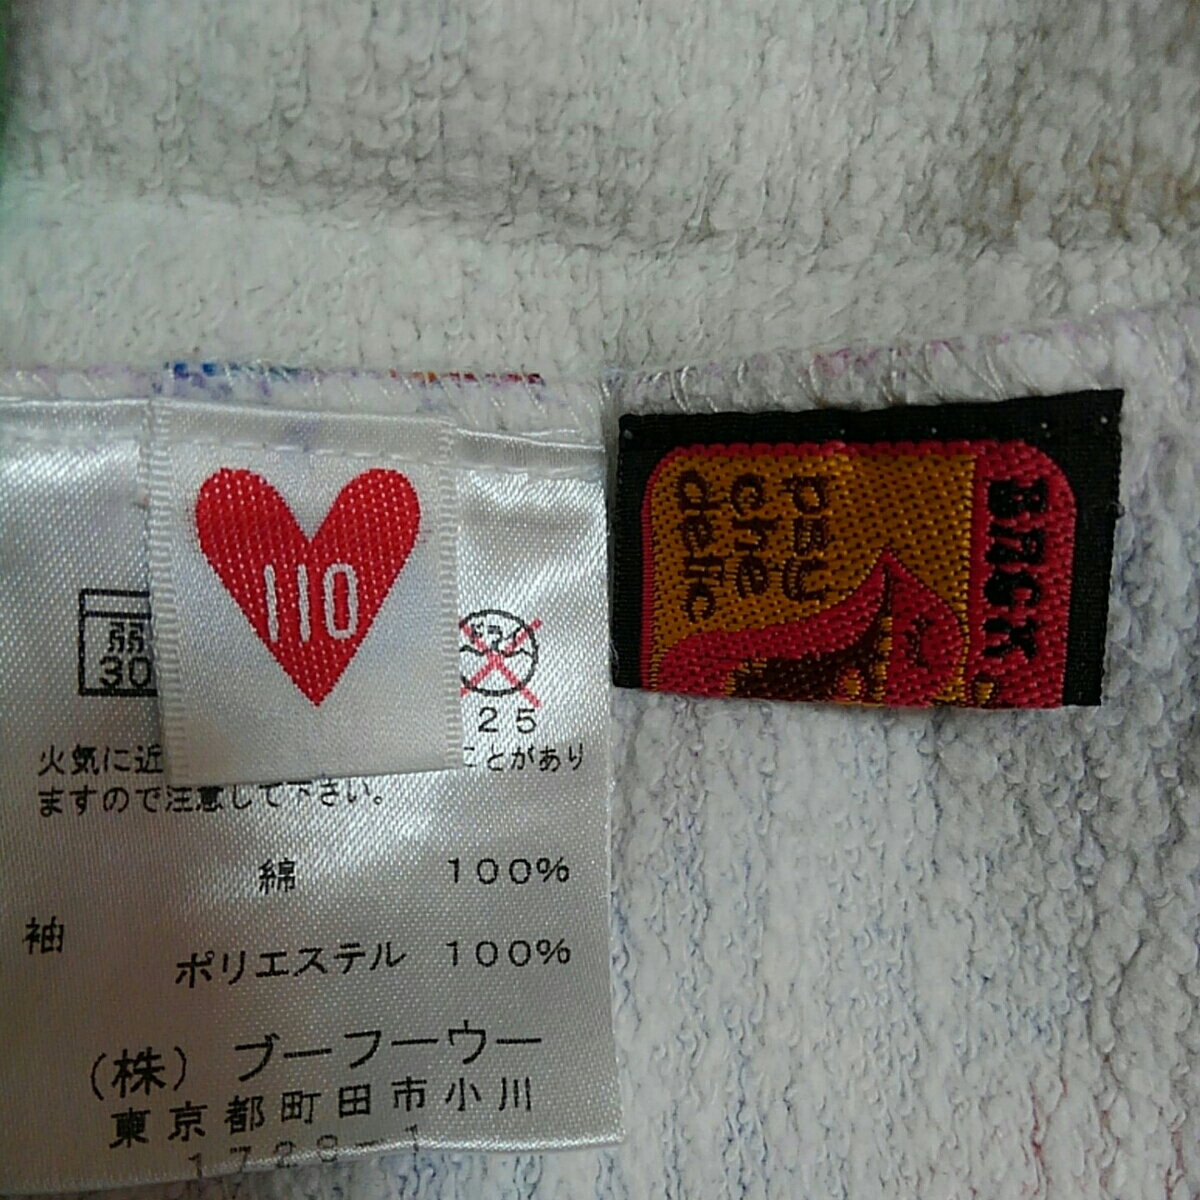 110
弱
30
ドライ
25
火気に近
ことがあり
ますので注意して下さい。
綿 100%
袖
ポリエステル 100%
(株) ブーフーウー
東京都町田市小川
1728-1
psy
che
delic
BACK